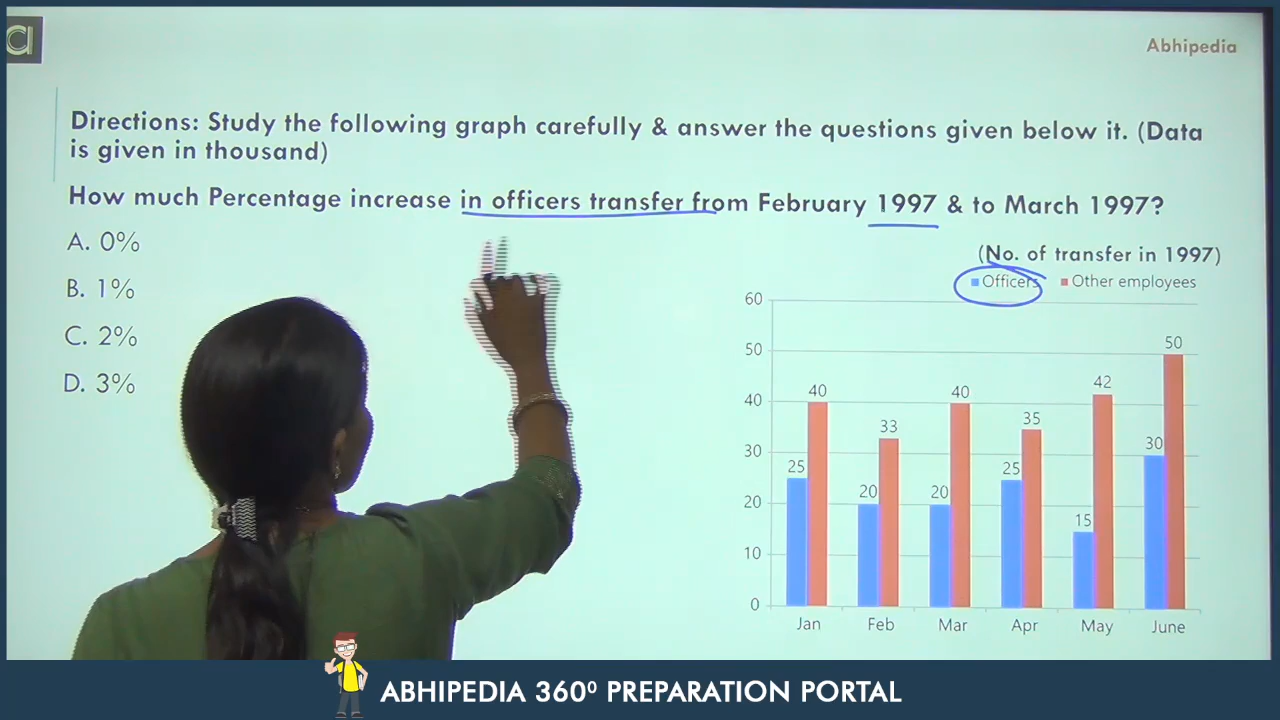 a
Abhipedia
Directions: Study the following graph carefully & answer the questions given below it. (Data
is given in thousand)
How much Percentage increase in officers transfer from February 1997 & to March 1997?
A. 0%
B. 1%
C. 2%
D. 3%
(No. of transfer in 1997)
Officers Other employees
60
50
40
30
20
10
0
40
33
40
35
42
50
25
20
20
25
15
30
Jan Feb Mar Apr May June
ABHIPEDIA 360⁰ PREPARATION PORTAL